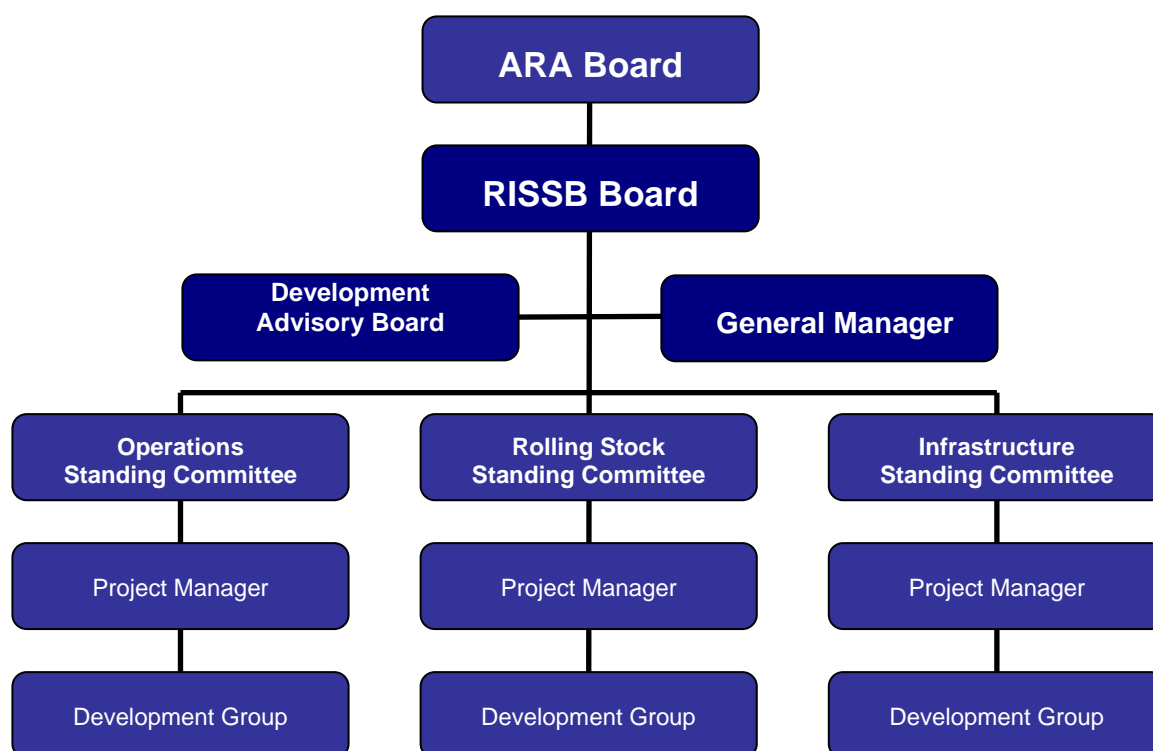 ARA Board
RISSB Board
Development
Advisory Board
General Manager
Operations
Standing Committee
Rolling Stock
Standing Committee
Infrastructure
Standing Committee
Project Manager
Project Manager
Project Manager
Development Group
Development Group
Development Group